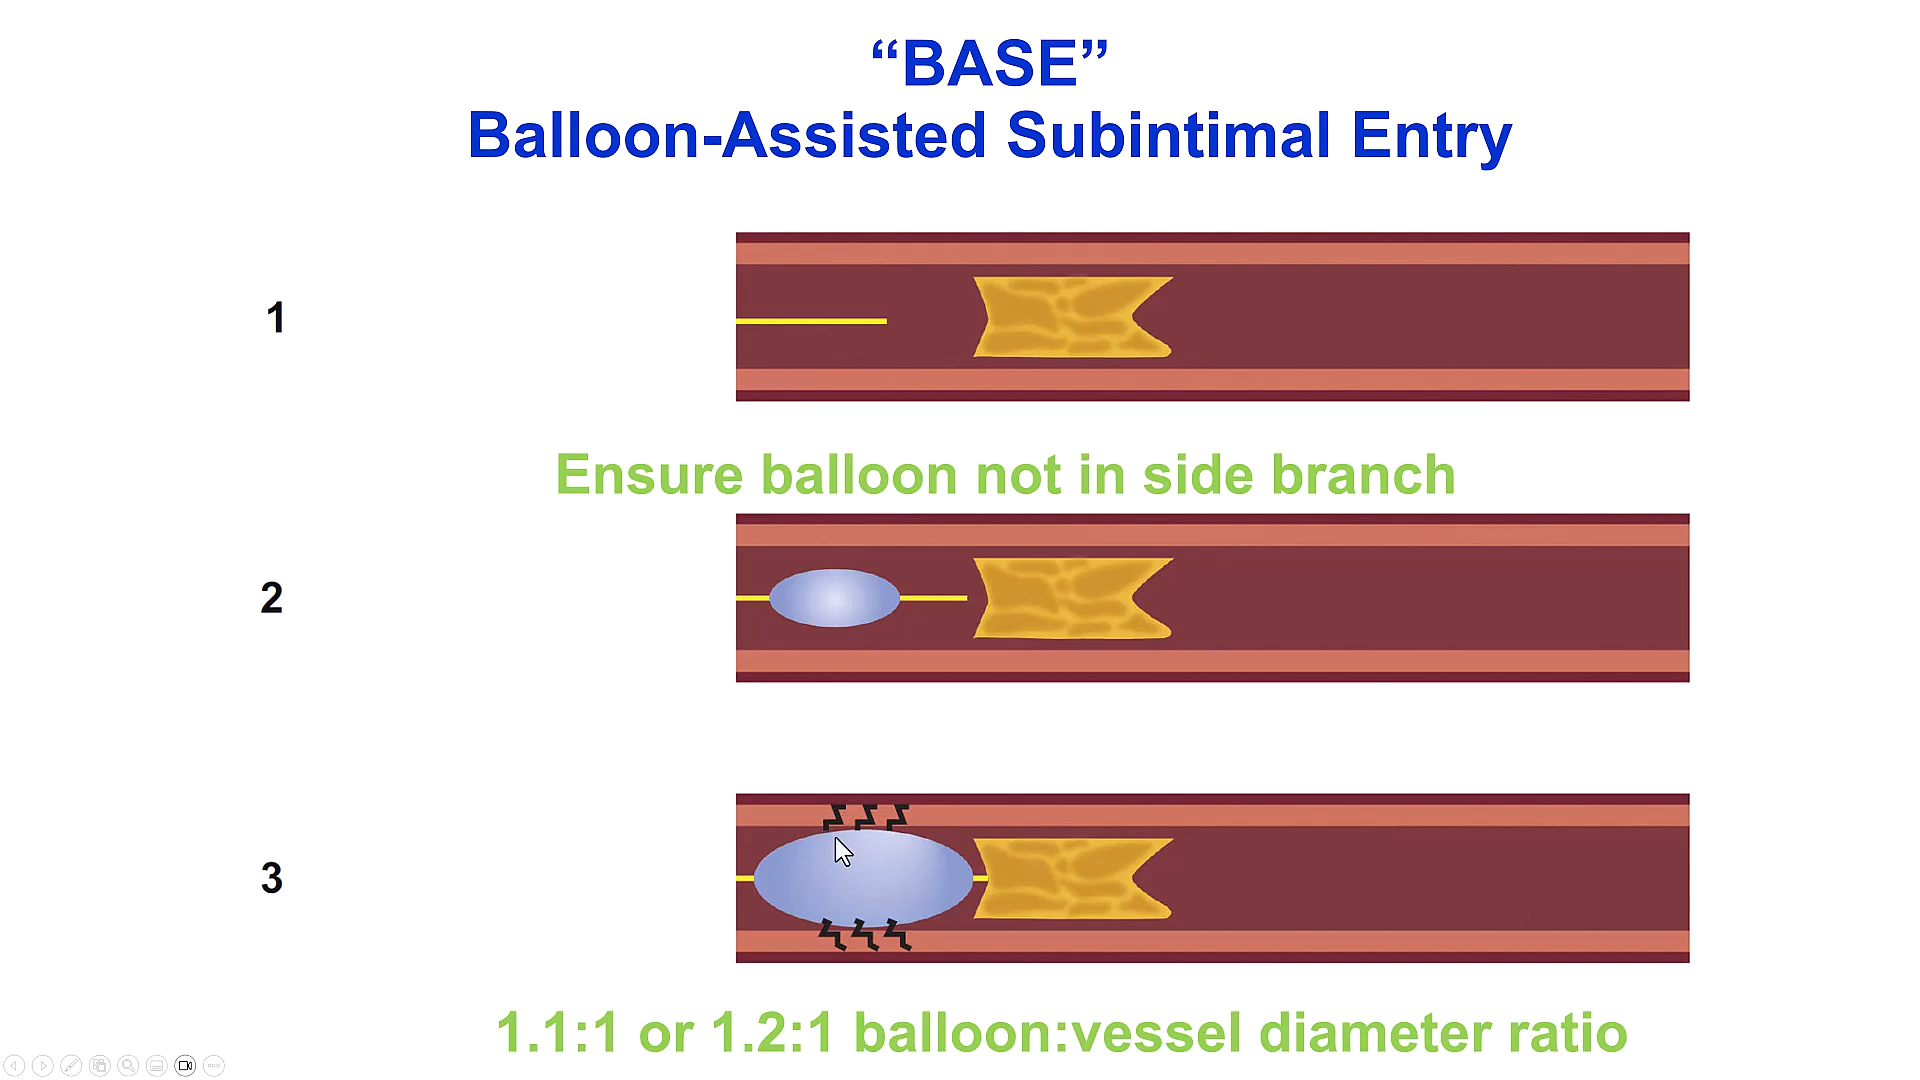 “BASE”
Balloon-Assisted Subintimal Entry
1
Ensure balloon not in side branch
2
3
1.1:1 or 1.2:1 balloon:vessel diameter ratio